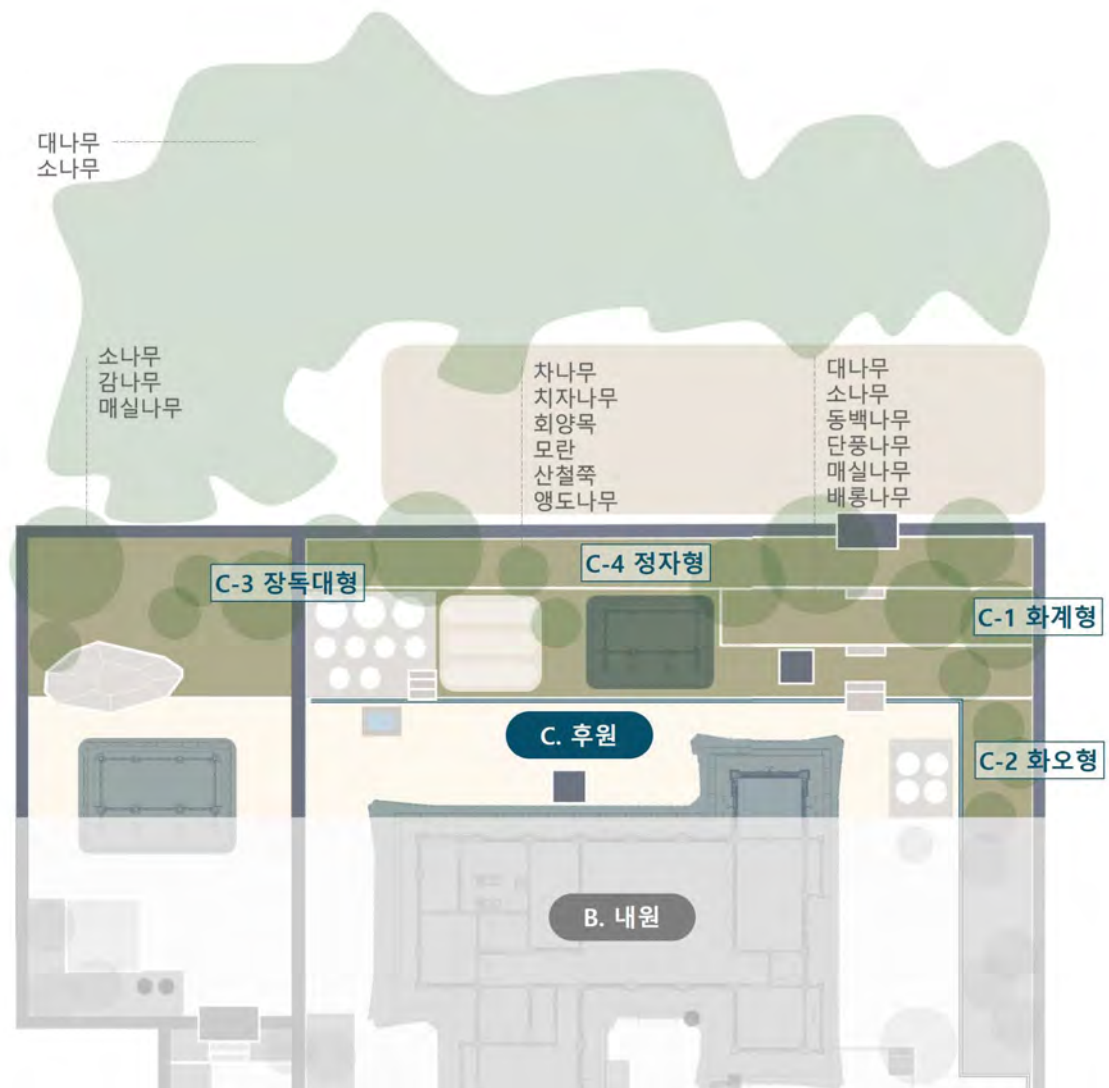 대나무
소나무
소나무
감나무
매실나무
차나무
치자나무
회양목
모란
산철쭉
앵도나무
대나무
소나무
동백나무
단풍나무
매실나무
배롱나무
C-4 정자형
C-3 장독대형
C-1 화계형
C. 후원
C-2 화오형
B. 내원